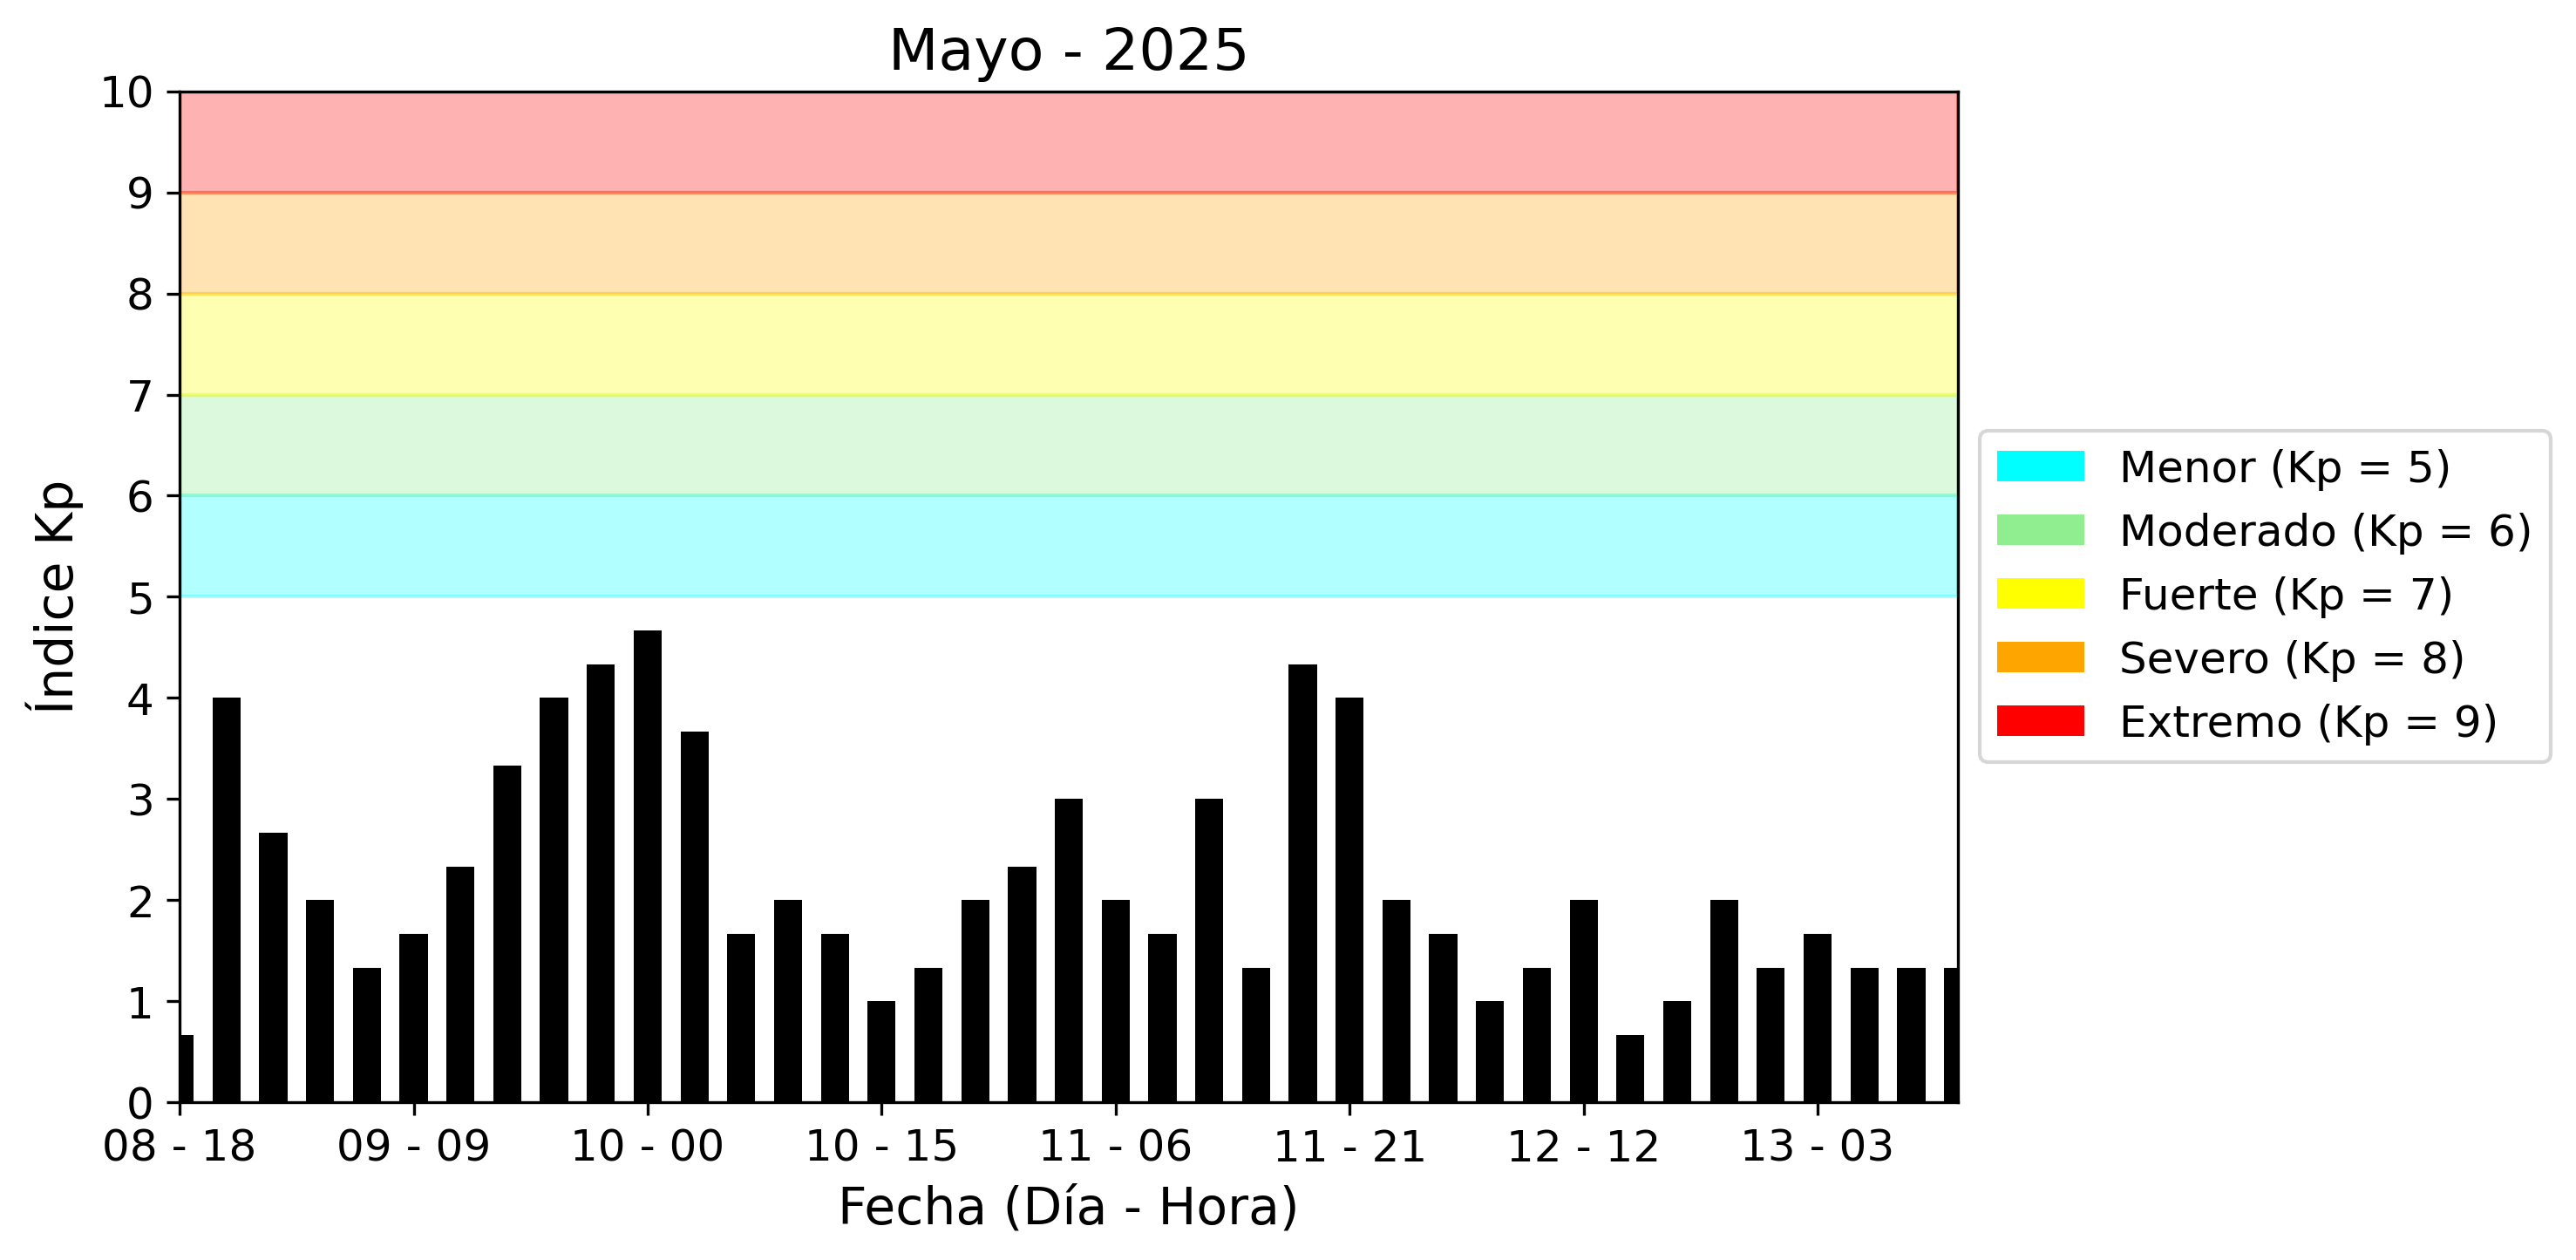 Mayo - 2025
10
9
8
7
6
5
4
3
2
1
0
Índice Kp
08 - 18
09 - 09
10 - 00
10 - 15
11 - 06
11 - 21
12 - 12
13 - 03
Fecha (Día - Hora)
Menor (Kp = 5)
Moderado (Kp = 6)
Fuerte (Kp = 7)
Severo (Kp = 8)
Extremo (Kp = 9)